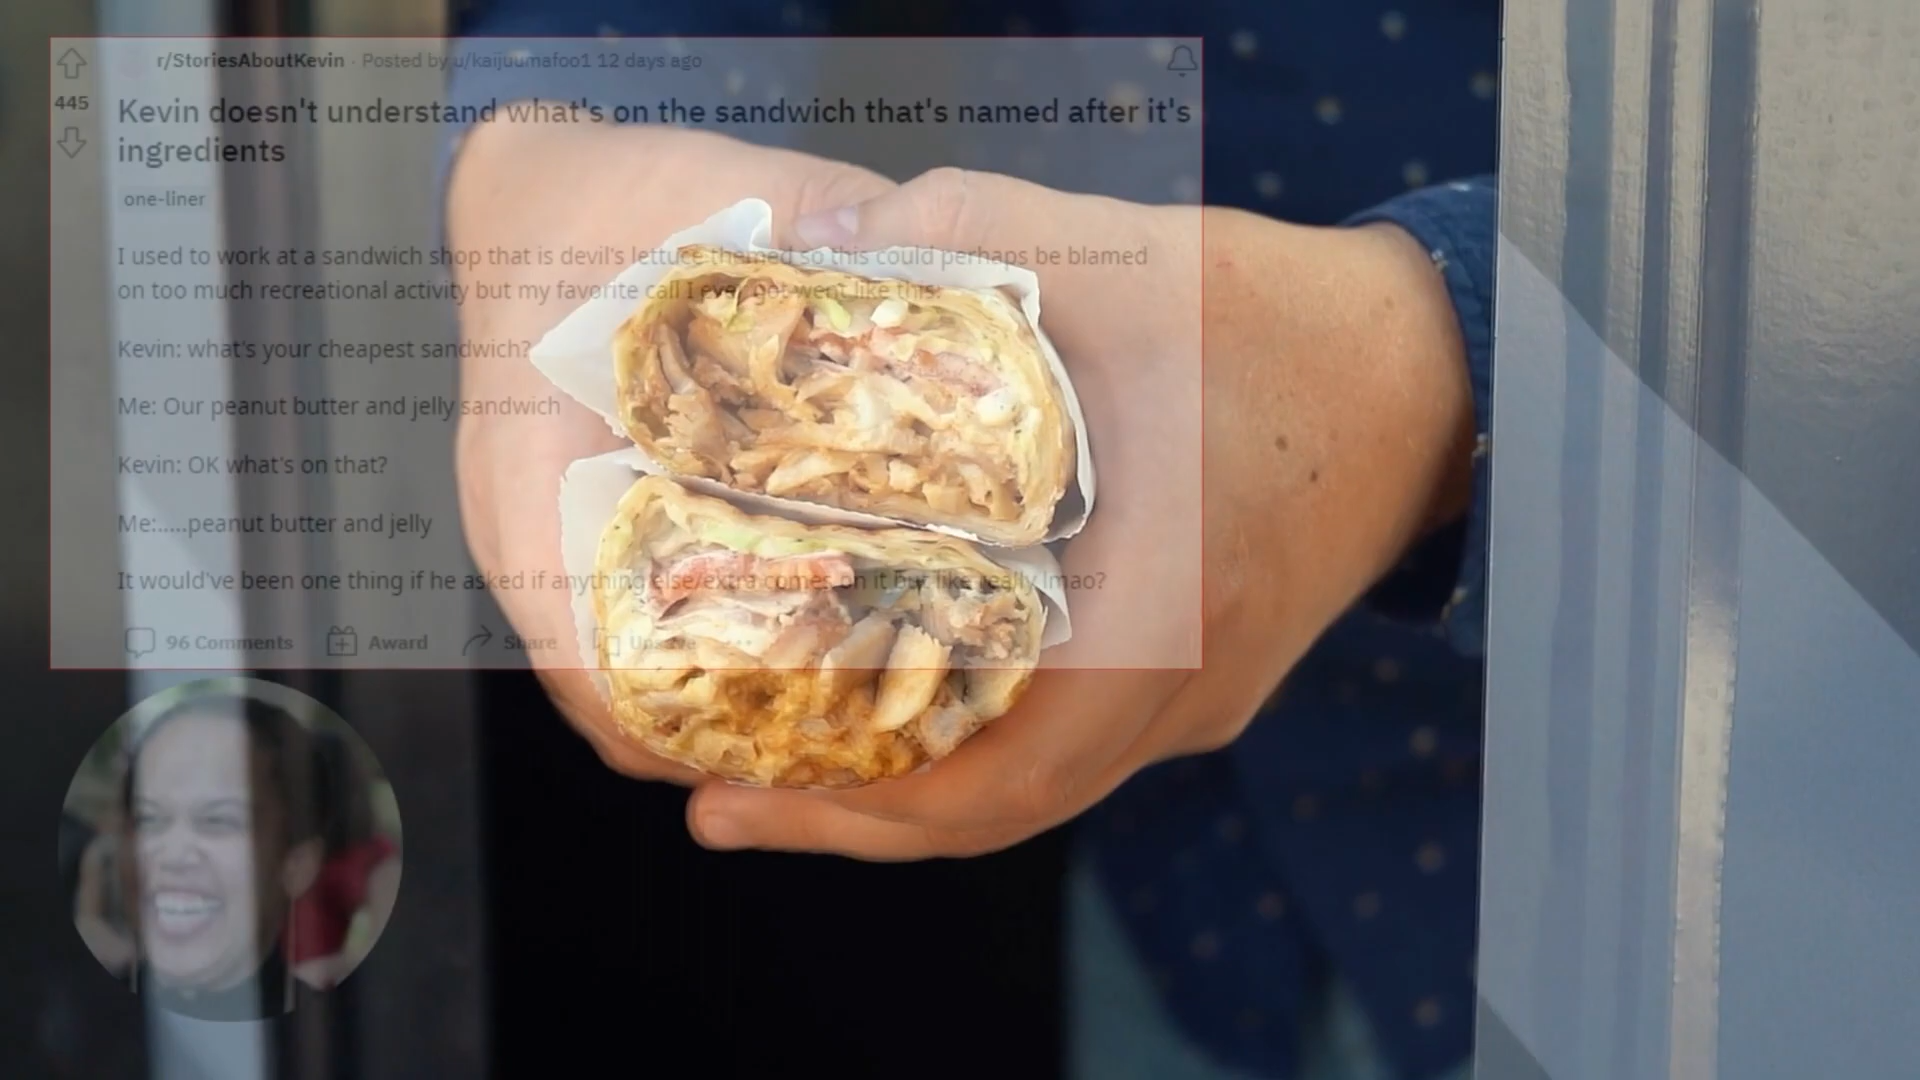 r/StoriesAboutKevin · Posted by u/kaijuumafoo1 12 days ago
445
Kevin doesn't understand what's on the sandwich that's named after it's
ingredients
one-liner
I used to work at a sandwich shop that is devil's lettuce themed so this could perhaps be blamed
on too much recreational activity but my favorite call I ever got went like this:
Kevin: what's your cheapest sandwich?
Me: Our peanut butter and jelly sandwich
Kevin: OK what's on that?
Me:.....peanut butter and jelly
It would've been one thing if he asked if anything else/extra comes on it but like really lmao?
96 Comments Award Share Unsave ...